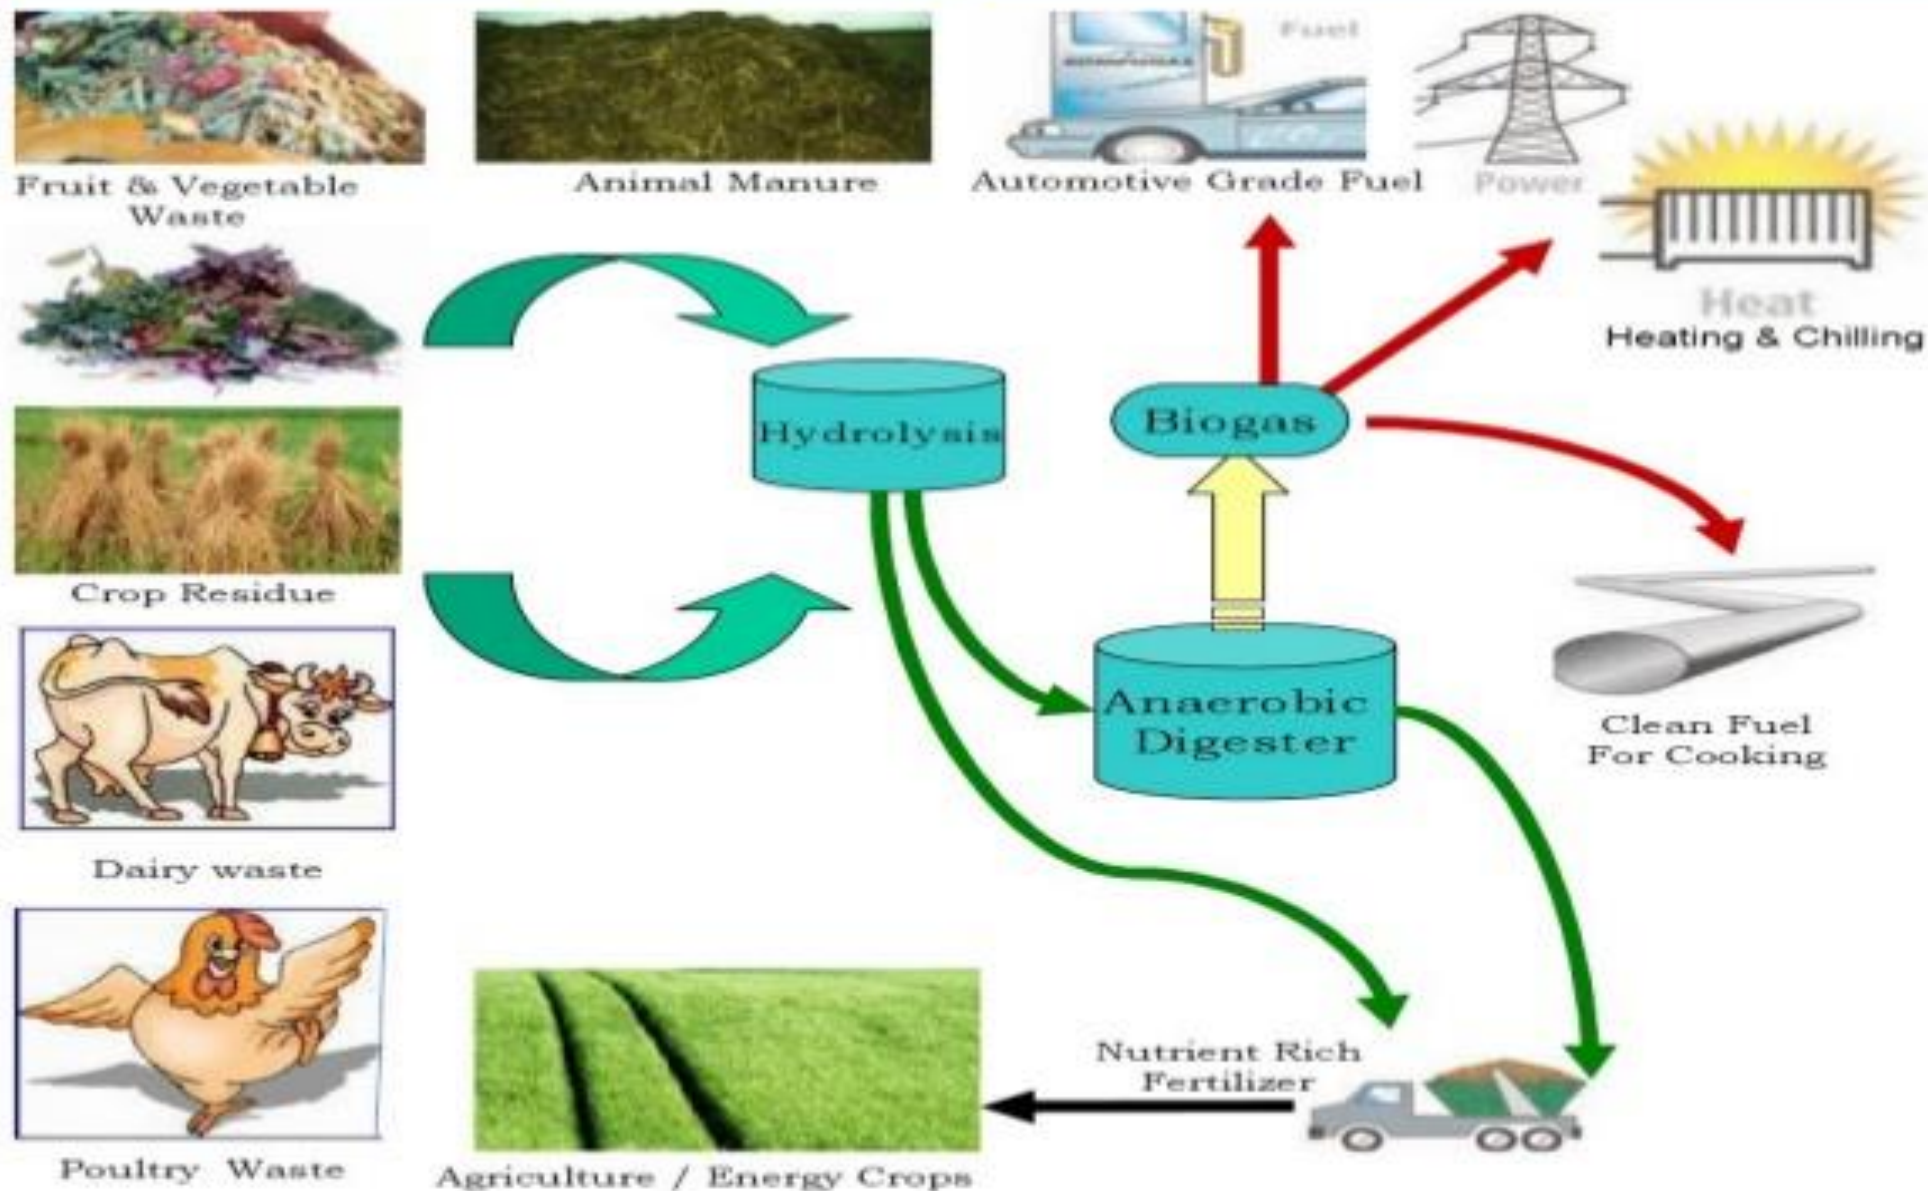 Fruit & Vegetable
Waste
Animal Manure
Fuel
Automotive Grade Fuel
Power
Heat
Heating & Chilling
Crop Residue
Hydrolysis
Biogas
Dairy waste
Anaerobic
Digester
Clean Fuel
For Cooking
Poultry Waste
Nutrient Rich
Fertilizer
Agriculture / Energy Crops